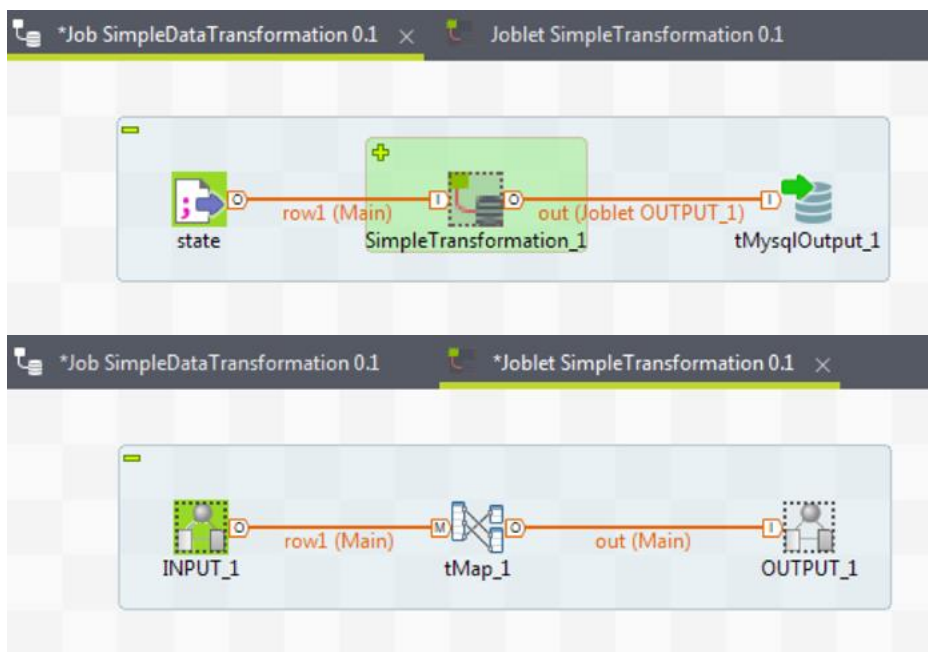 *Job SimpleDataTransformation 0.1 Joblet SimpleTransformation 0.1
row1 (Main) out (Joblet OUTPUT_1)
state SimpleTransformation_1 tMysqlOutput_1
*Job SimpleDataTransformation 0.1 *Joblet SimpleTransformation 0.1
row1 (Main) out (Main)
INPUT_1 tMap_1 OUTPUT_1